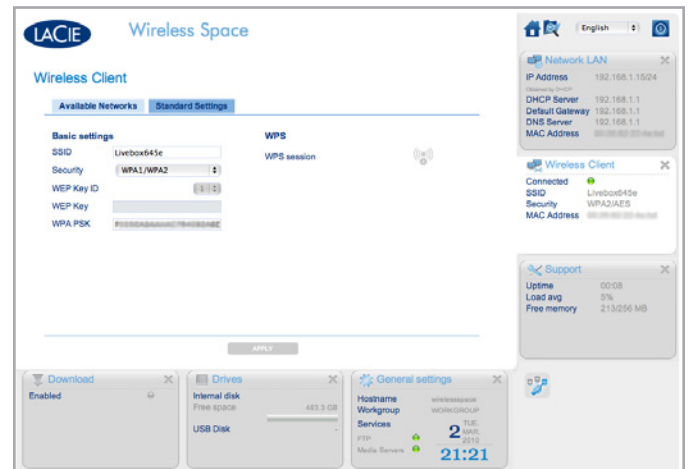 LACIE
Wireless Space
English
Wireless Client
Available Networks
Standard Settings
Basic settings
SSID Livebox645e
Security WPA1/WPA2
WEP Key ID 1
WEP Key
WPA PSK
WPS
WPS session
APPLY
Network LAN
IP Address 192.168.1.15/24
Obtained by DHCP
DHCP Server 192.168.1.1
Default Gateway 192.168.1.1
DNS Server 192.168.1.1
MAC Address
Wireless Client
Connected
SSID Livebox645e
Security WPA2/AES
MAC Address
Support
Uptime 00:08
Load avg 5%
Free memory 213/256 MB
Download
Enabled
Drives
Internal disk
Free space 483.3 GB
USB Disk -
General settings
Hostname wirelessspace
Workgroup WORKGROUP
Services
FTP
Media Servers
2
TUE.
MAR.
2010
21:21